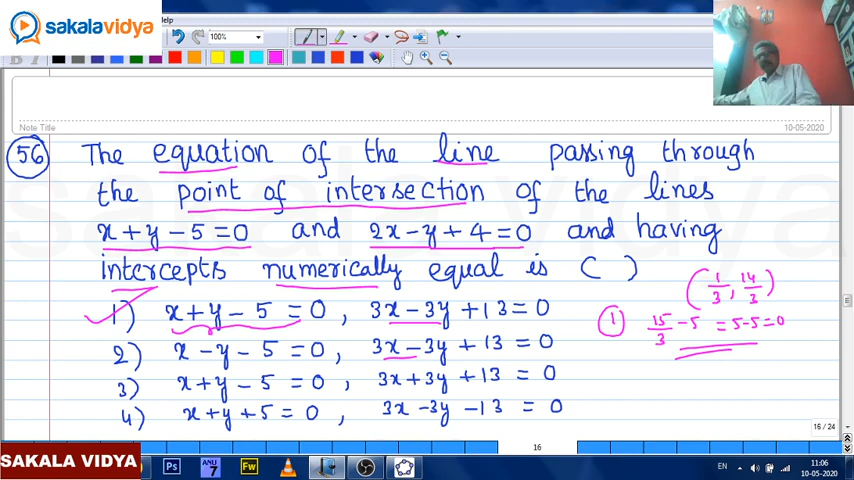 sakalavidya
Help
100%
B I
Note Title
10-05-2020
56 The equation of the line passing through
the point of intersection of the lines
x+y-5=0 and 2x-y+4=0 and having
intercepts numerically equal is ( )
1) x+y-5=0, 3x-3y+13=0
2) x-y-5=0, 3x-3y+13=0
3) x+y-5=0, 3x+3y+13=0
4) x+y+5=0, 3x-3y-13=0
(1/3, 14/3)
1 15/3 -5 = 5-5=0
16/24
16
SAKALA VIDYA
Ps
ANU 7
Fw
EN
11:06
10-05-2020